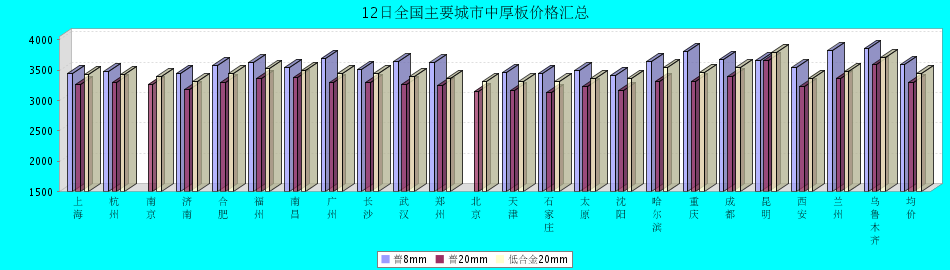 12日全国主要城市中厚板价格汇总
4000
3500
3000
2500
2000
1500
上海
杭州
南京
济南
合肥
福州
南昌
广州
长沙
武汉
郑州
北京
天津
石家庄
太原
沈阳
哈尔滨
重庆
成都
昆明
西安
兰州
乌鲁木齐
均价
普8mm 普20mm 低合金20mm